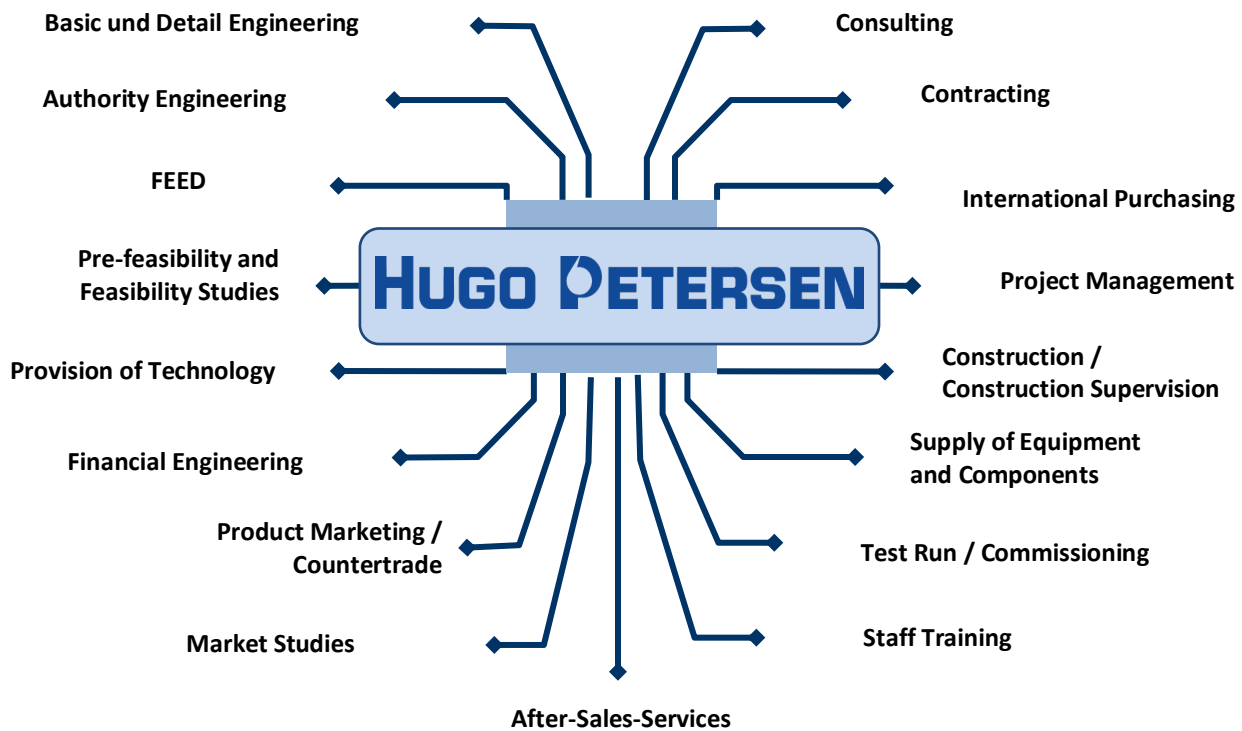 Basic und Detail Engineering
Consulting
Authority Engineering
Contracting
FEED
International Purchasing
Pre-feasibility and
Feasibility Studies
HUGO PETERSEN
Project Management
Provision of Technology
Construction /
Construction Supervision
Financial Engineering
Supply of Equipment
and Components
Product Marketing /
Countertrade
Test Run / Commissioning
Market Studies
Staff Training
After-Sales-Services